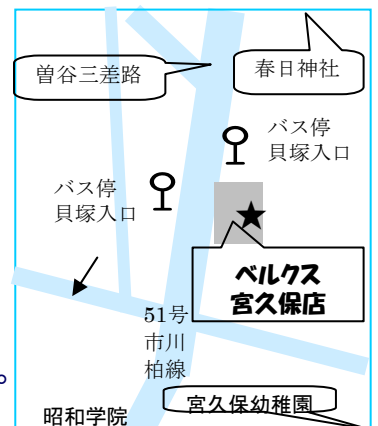 春日神社
曽谷三差路
バス停
貝塚入口
バス停
貝塚入口
ベルクス
宮久保店
51号
市川
柏線
。
宮久保幼稚園
昭和学院